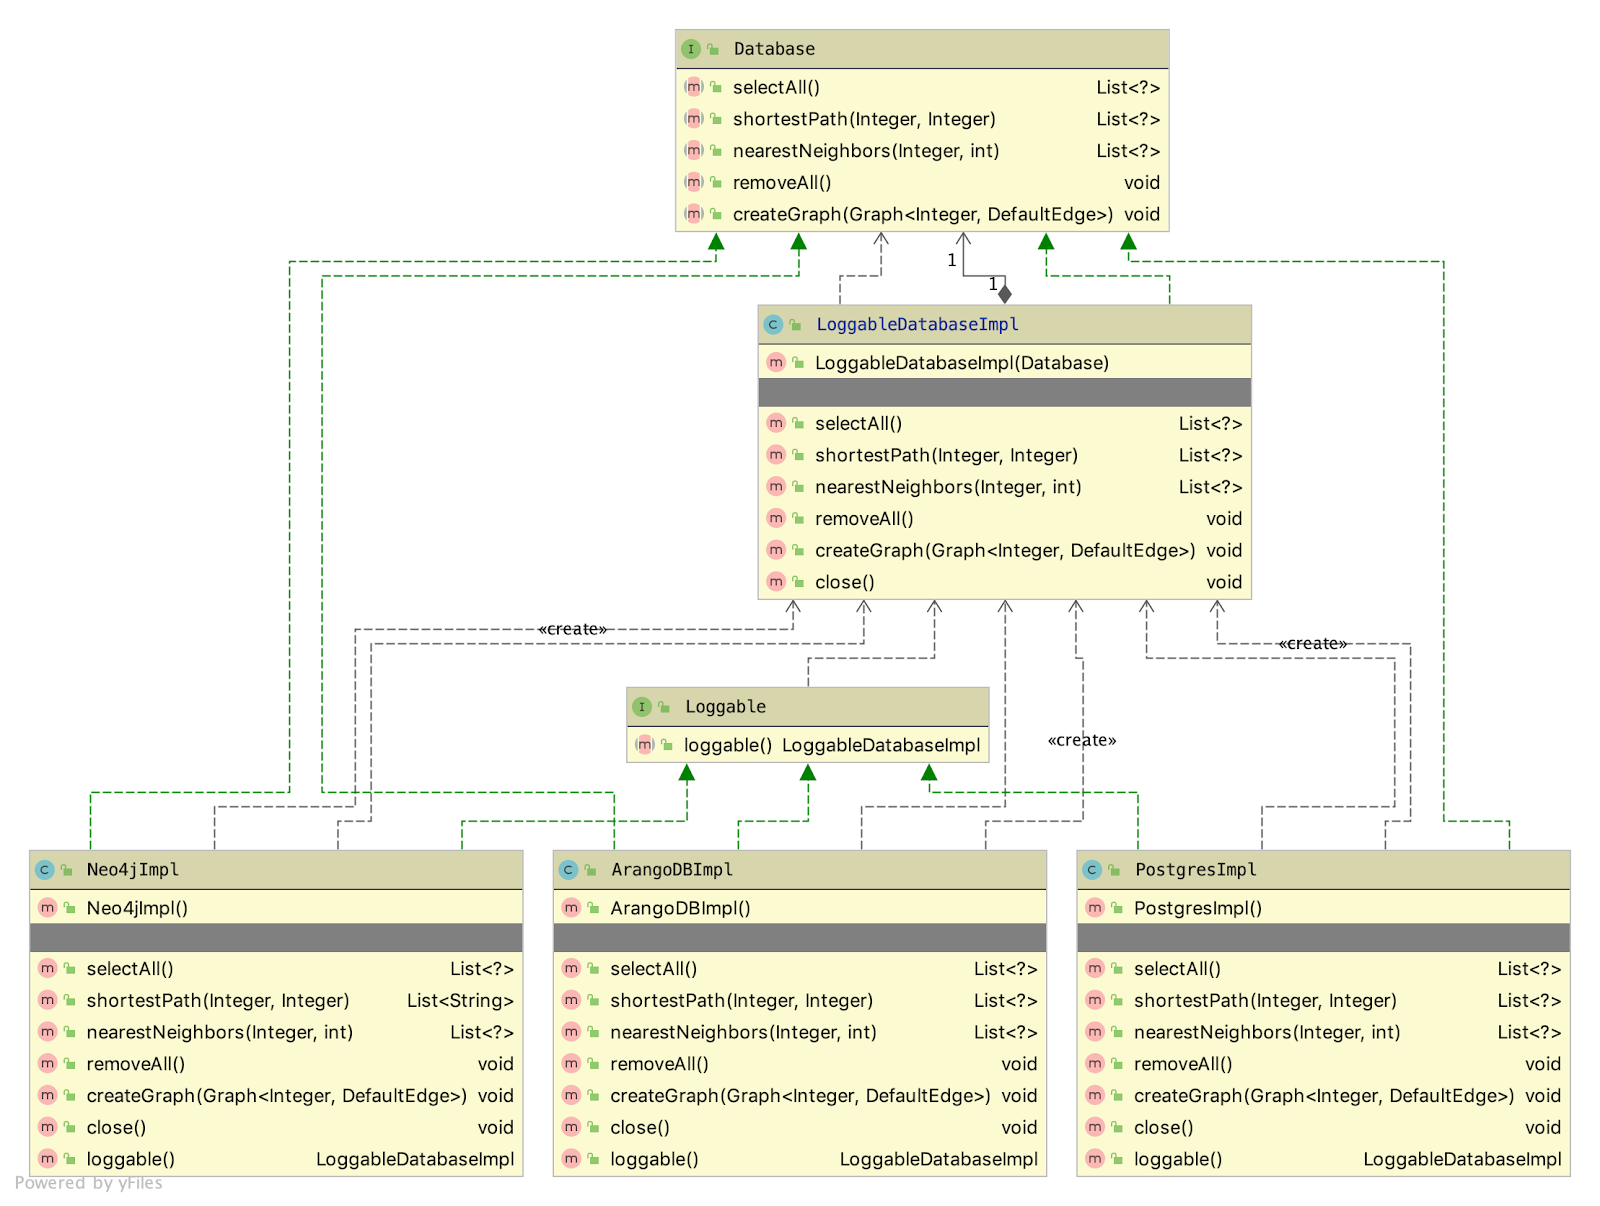 Database
selectAll() List<?>
shortestPath(Integer, Integer) List<?>
nearestNeighbors(Integer, int) List<?>
removeAll() void
createGraph(Graph<Integer, DefaultEdge>) void
1
1
LoggableDatabaseImpl
LoggableDatabaseImpl(Database)
selectAll() List<?>
shortestPath(Integer, Integer) List<?>
nearestNeighbors(Integer, int) List<?>
removeAll() void
createGraph(Graph<Integer, DefaultEdge>) void
close() void
«create»
«create»
Loggable
loggable() LoggableDatabaseImpl
«create»
Neo4jImpl
Neo4jImpl()
selectAll() List<?>
shortestPath(Integer, Integer) List<String>
nearestNeighbors(Integer, int) List<?>
removeAll() void
createGraph(Graph<Integer, DefaultEdge>) void
close() void
loggable() LoggableDatabaseImpl
ArangoDBImpl
ArangoDBImpl()
selectAll() List<?>
shortestPath(Integer, Integer) List<?>
nearestNeighbors(Integer, int) List<?>
removeAll() void
createGraph(Graph<Integer, DefaultEdge>) void
close() void
loggable() LoggableDatabaseImpl
PostgresImpl
PostgresImpl()
selectAll() List<?>
shortestPath(Integer, Integer) List<?>
nearestNeighbors(Integer, int) List<?>
removeAll() void
createGraph(Graph<Integer, DefaultEdge>) void
close() void
loggable() LoggableDatabaseImpl
Powered by yFiles